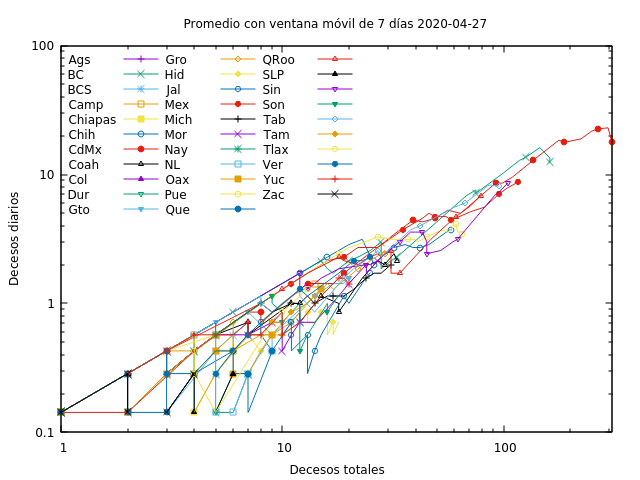 Promedio con ventana móvil de 7 días 2020-04-27
Decesos diarios
100
10
1
0.1
Ags Gro QRoo
BC Hid SLP
BCS Jal Sin
Camp Mex Son
Chiapas Mich Tab
Chih Mor Tam
CdMx Nay Tlax
Coah NL Ver
Col Oax Yuc
Dur Pue Zac
Gto Que
1 10 100
Decesos totales